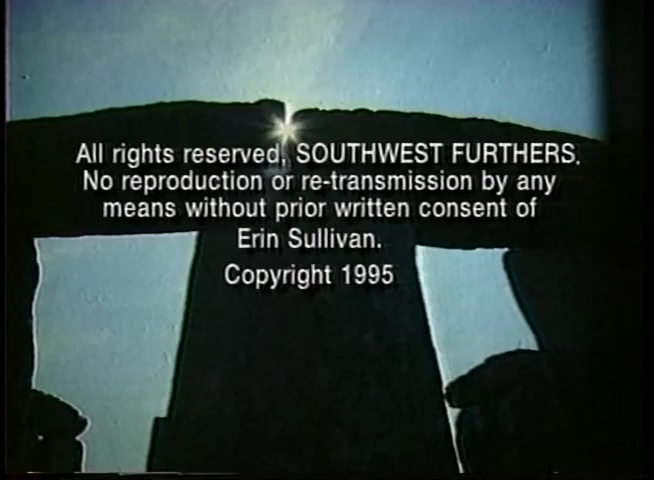 All rights reserved, SOUTHWEST FURTHERS.
No reproduction or re-transmission by any
means without prior written consent of
Erin Sullivan.
Copyright 1995